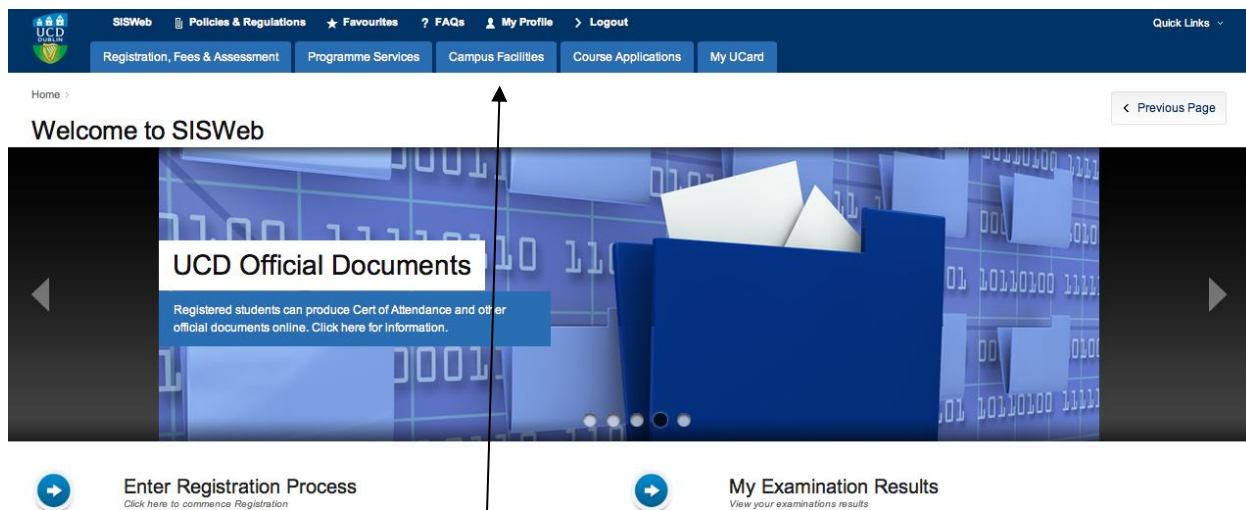 UCD
DUBLIN
SISWeb Policies & Regulations Favourites ? FAQs My Profile > Logout Quick Links
Registration, Fees & Assessment Programme Services Campus Facilities Course Applications My UCard
Home >
< Previous Page
Welcome to SISWeb
UCD Official Documents
Registered students can produce Cert of Attendance and other
official documents online. Click here for information.
Enter Registration Process
Click here to commence Registration
My Examination Results
View your examinations results